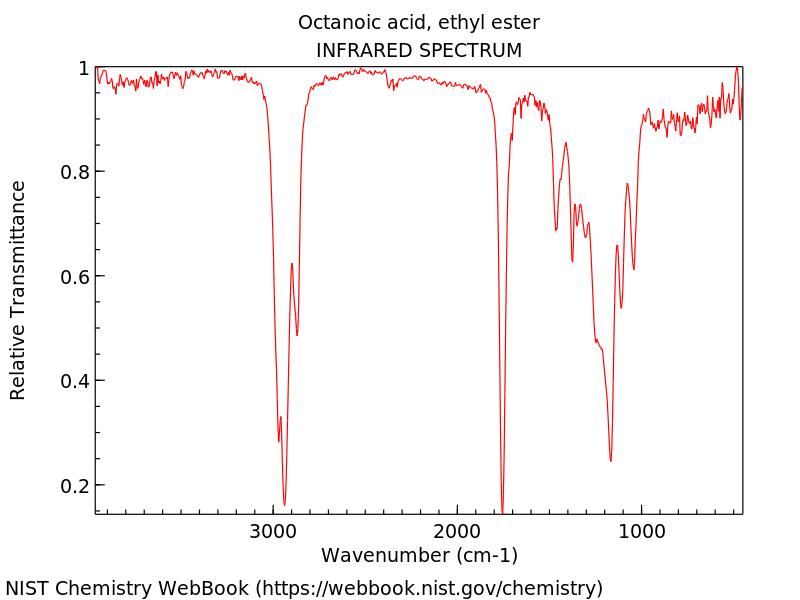 Octanoic acid, ethyl ester
INFRARED SPECTRUM
1
0.8
0.6
0.4
0.2
Relative Transmittance
3000 2000 1000
Wavenumber (cm-1)
NIST Chemistry WebBook (https://webbook.nist.gov/chemistry)